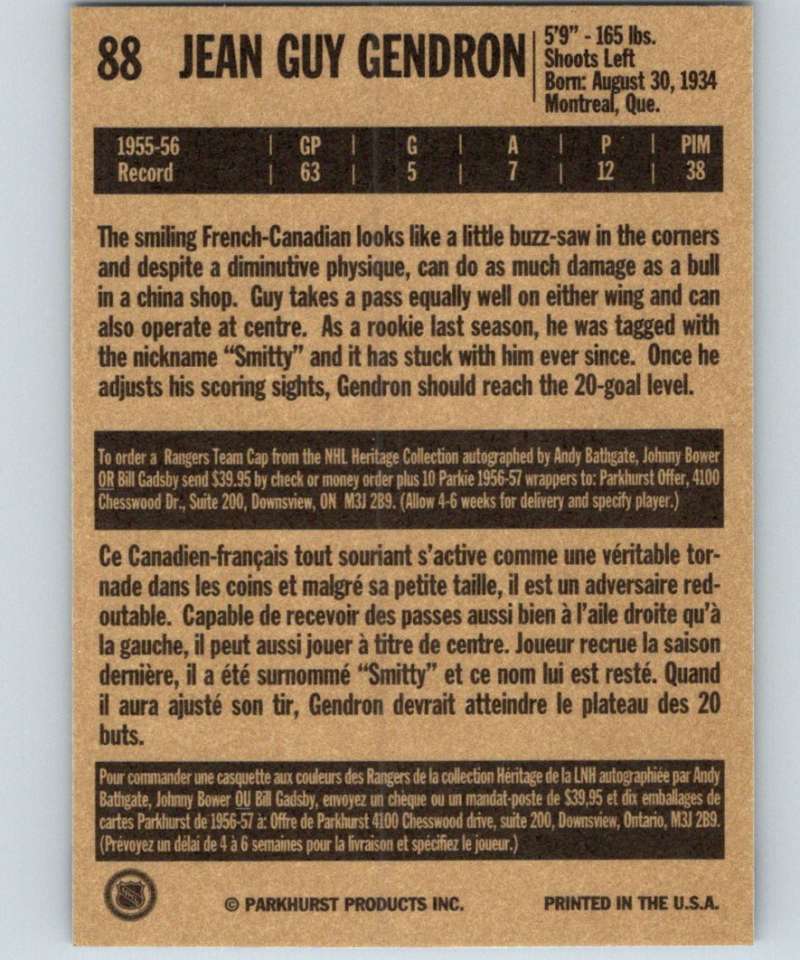 88 JEAN GUY GENDRON
5'9" - 165 lbs.
Shoots Left
Born: August 30, 1934
Montreal, Que.
1955-56 | GP | G | A | P | PIM
Record | 63 | 5 | 7 | 12 | 38
The smiling French-Canadian looks like a little buzz-saw in the corners
and despite a diminutive physique, can do as much damage as a bull
in a china shop. Guy takes a pass equally well on either wing and can
also operate at centre. As a rookie last season, he was tagged with
the nickname “Smitty” and it has stuck with him ever since. Once he
adjusts his scoring sights, Gendron should reach the 20-goal level.
To order a Rangers Team Cap from the NHL Heritage Collection autographed by Andy Bathgate, Johnny Bower
OR Bill Gadsby send $39.95 by check or money order plus 10 Parkie 1956-57 wrappers to: Parkhurst Offer, 4100
Chesswood Dr., Suite 200, Downsview, ON M3J 2B9. (Allow 4-6 weeks for delivery and specify player.)
Ce Canadien-français tout souriant s'active comme une véritable tor-
nade dans les coins et malgré sa petite taille, il est un adversaire red-
outable. Capable de recevoir des passes aussi bien à l'aile droite qu'à
la gauche, il peut aussi jouer à titre de centre. Joueur recrue la saison
dernière, il a été surnommé “Smitty” et ce nom lui est resté. Quand
il aura ajusté son tir, Gendron devrait atteindre le plateau des 20
buts.
Pour commander une casquette aux couleurs des Rangers de la collection Héritage de la LNH autographiée par Andy
Bathgate, Johnny Bower OU Bill Gadsby, envoyez un chèque ou un mandat-poste de $39,95 et dix emballages de
cartes Parkhurst de 1956-57 à: Offre de Parkhurst 4100 Chesswood drive, suite 200, Downsview, Ontario, M3J 2B9.
(Prévoyez un délai de 4 à 6 semaines pour la livraison et spécifiez le joueur.)
NHL © PARKHURST PRODUCTS INC. PRINTED IN THE U.S.A.